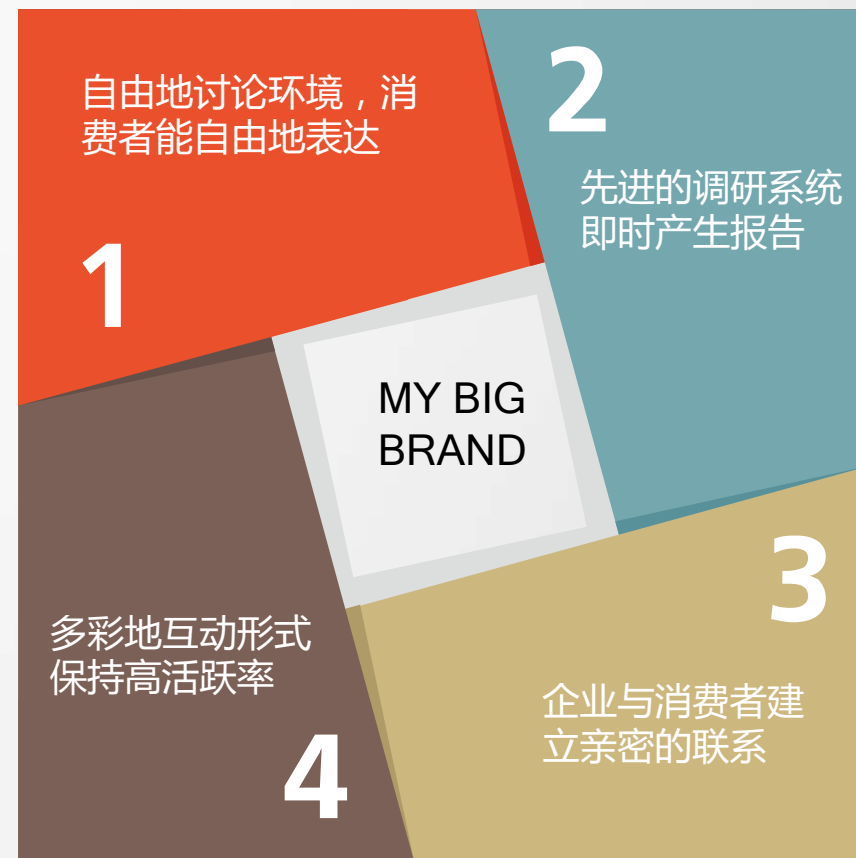 自由地讨论环境，消
费者能自由地表达
1
2
先进的调研系统
即时产生报告
MY BIG
BRAND
3
企业与消费者建
立亲密的联系
多彩地互动形式
保持高活跃率
4